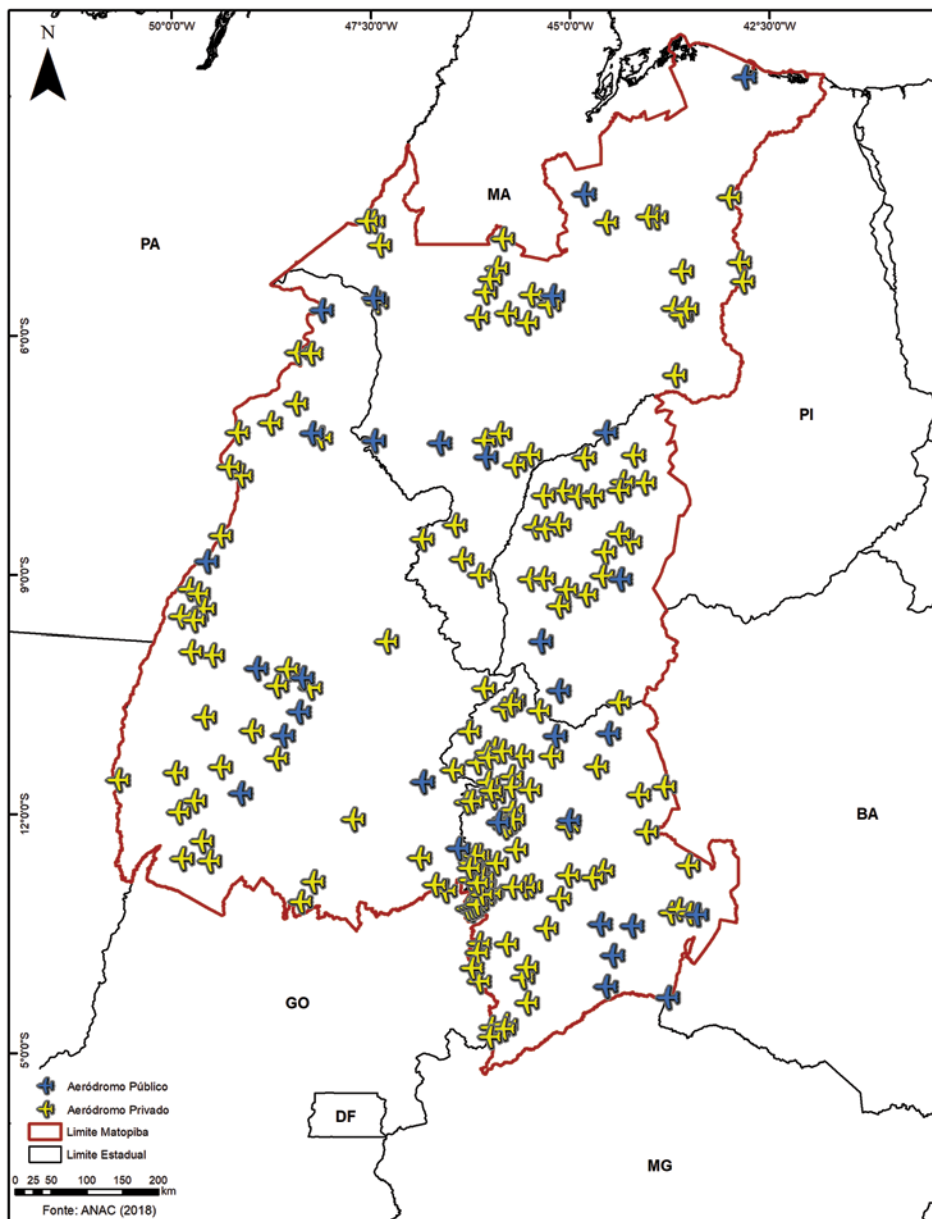 50°0'0"W 47°30'0"W 45°0'0"W 42°30'0"W
N
MA
PA
6°0'0"S
PI
9°0'0"S
BA
12°0'0"S
GO
5°0'0"S
Aeródromo Público
Aeródromo Privado
Limite Matopiba
Limite Estadual
DF
MG
0 25 50 100 150 200
km
Fonte: ANAC (2018)